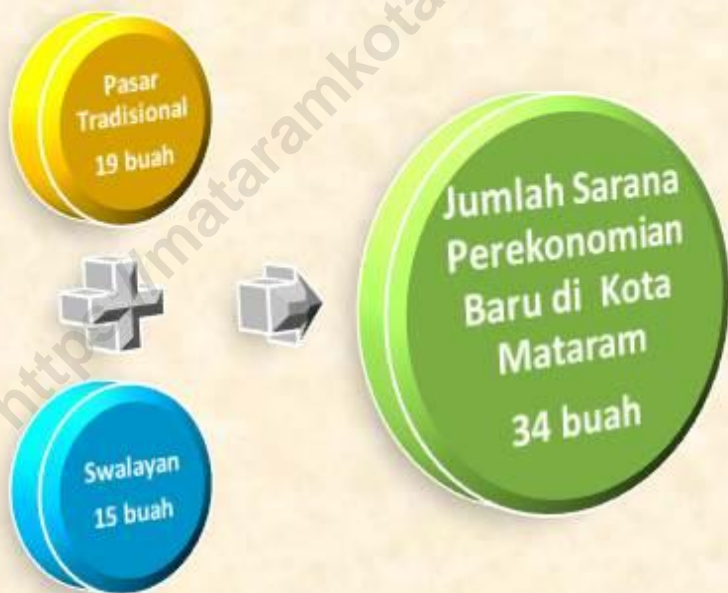 Pasar
Tradisional
19 buah
Swalayan
15 buah
Jumlah Sarana
Perekonomian
Baru di Kota
Mataram
34 buah